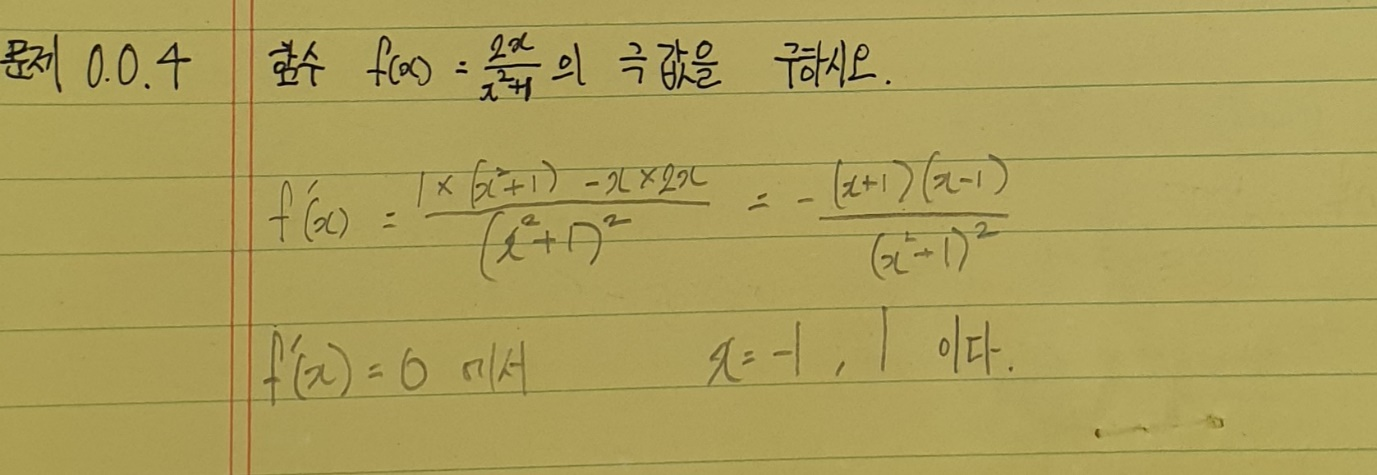 문제 0.0.4 함수 f(x) = 2x/(x²+1) 의 극값을 구하시오.
f′(x) = (1×(x²+1) - x×2x)/(x²+1)² = - (x+1)(x-1)/(x²+1)²
f′(x) = 0 에서 x = -1, 1 이다.